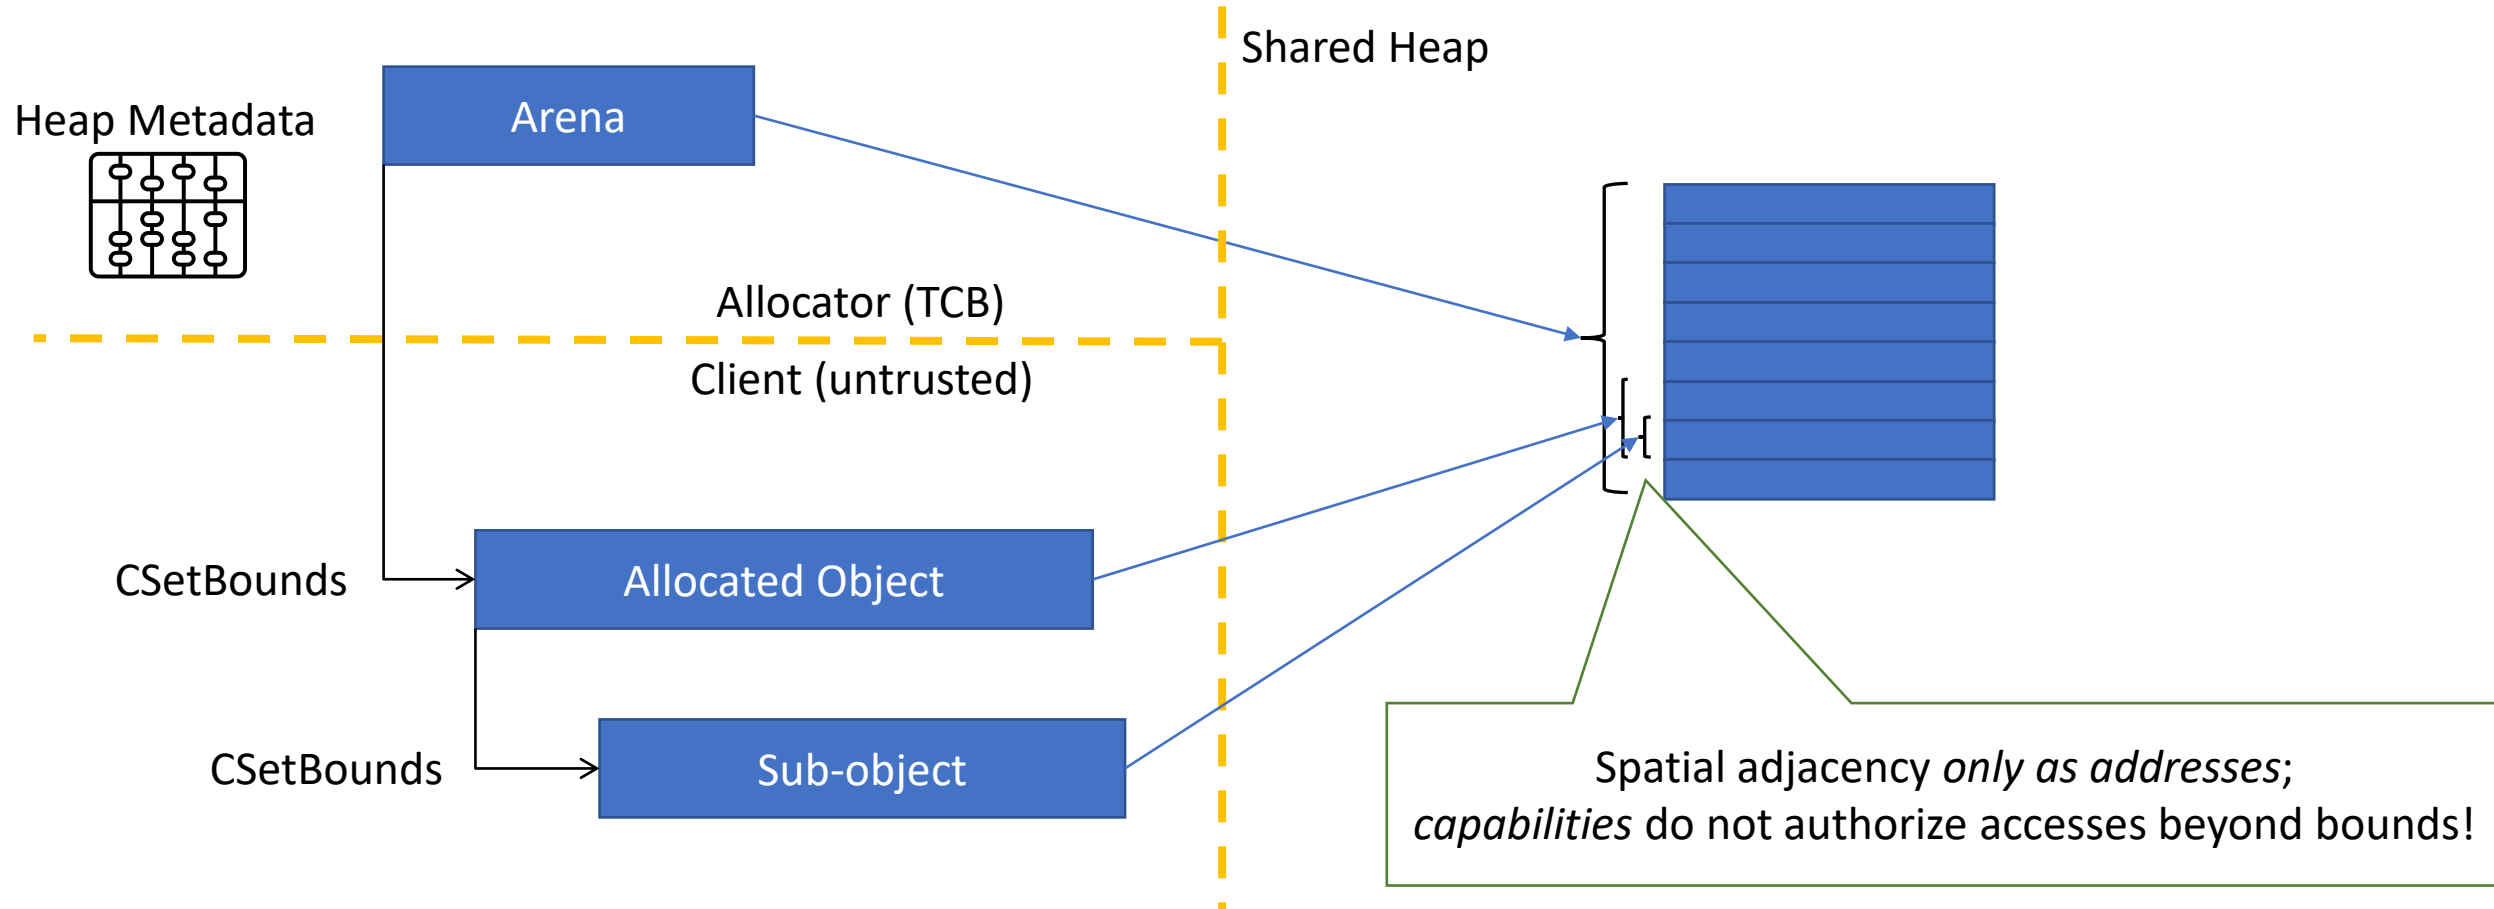 Shared Heap
Arena
Heap Metadata
Allocator (TCB)
Client (untrusted)
CSetBounds
Allocated Object
CSetBounds
Sub-object
Spatial adjacency only as addresses;
capabilities do not authorize accesses beyond bounds!